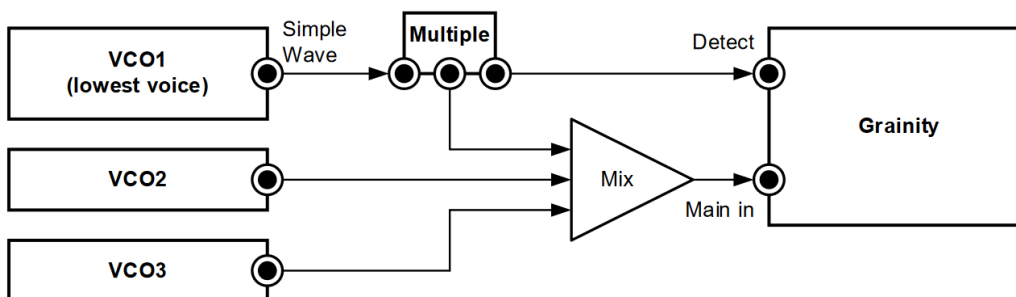 VCO1
(lowest voice)
Simple
Wave
Multiple
Detect
Grainity
VCO2
Mix
Main in
VCO3